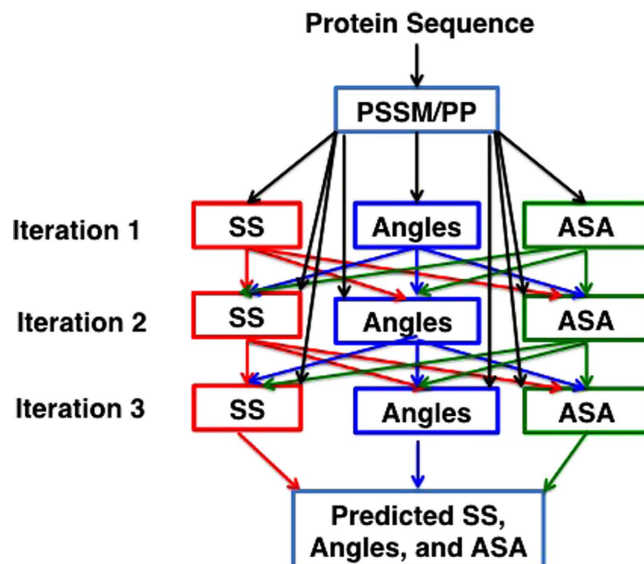 Protein Sequence
PSSM/PP
Iteration 1
SS
Angles
ASA
Iteration 2
SS
Angles
ASA
Iteration 3
SS
Angles
ASA
Predicted SS,
Angles, and ASA